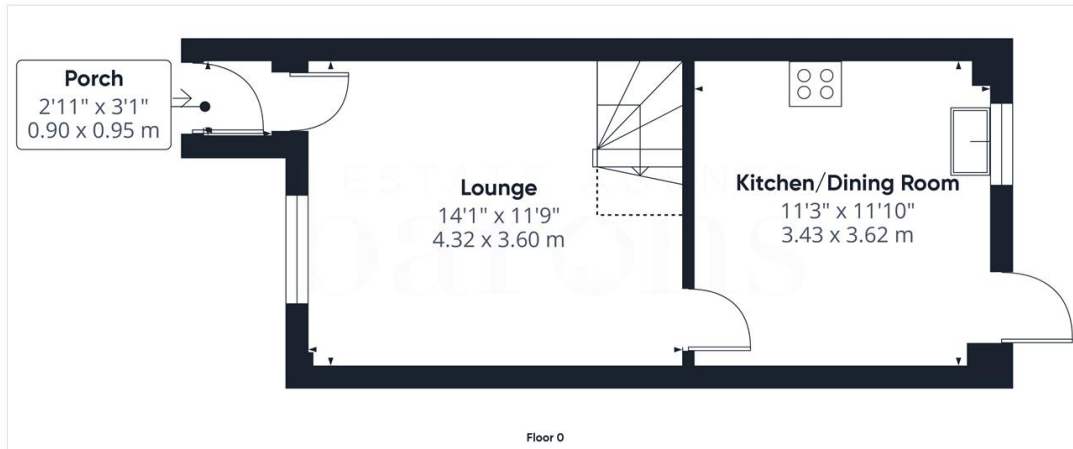 Porch
2'11" x 3'1"
0.90 x 0.95 m
Lounge
14'1" x 11'9"
4.32 x 3.60 m
Kitchen/Dining Room
11'3" x 11'10"
3.43 x 3.62 m
barons
Floor 0